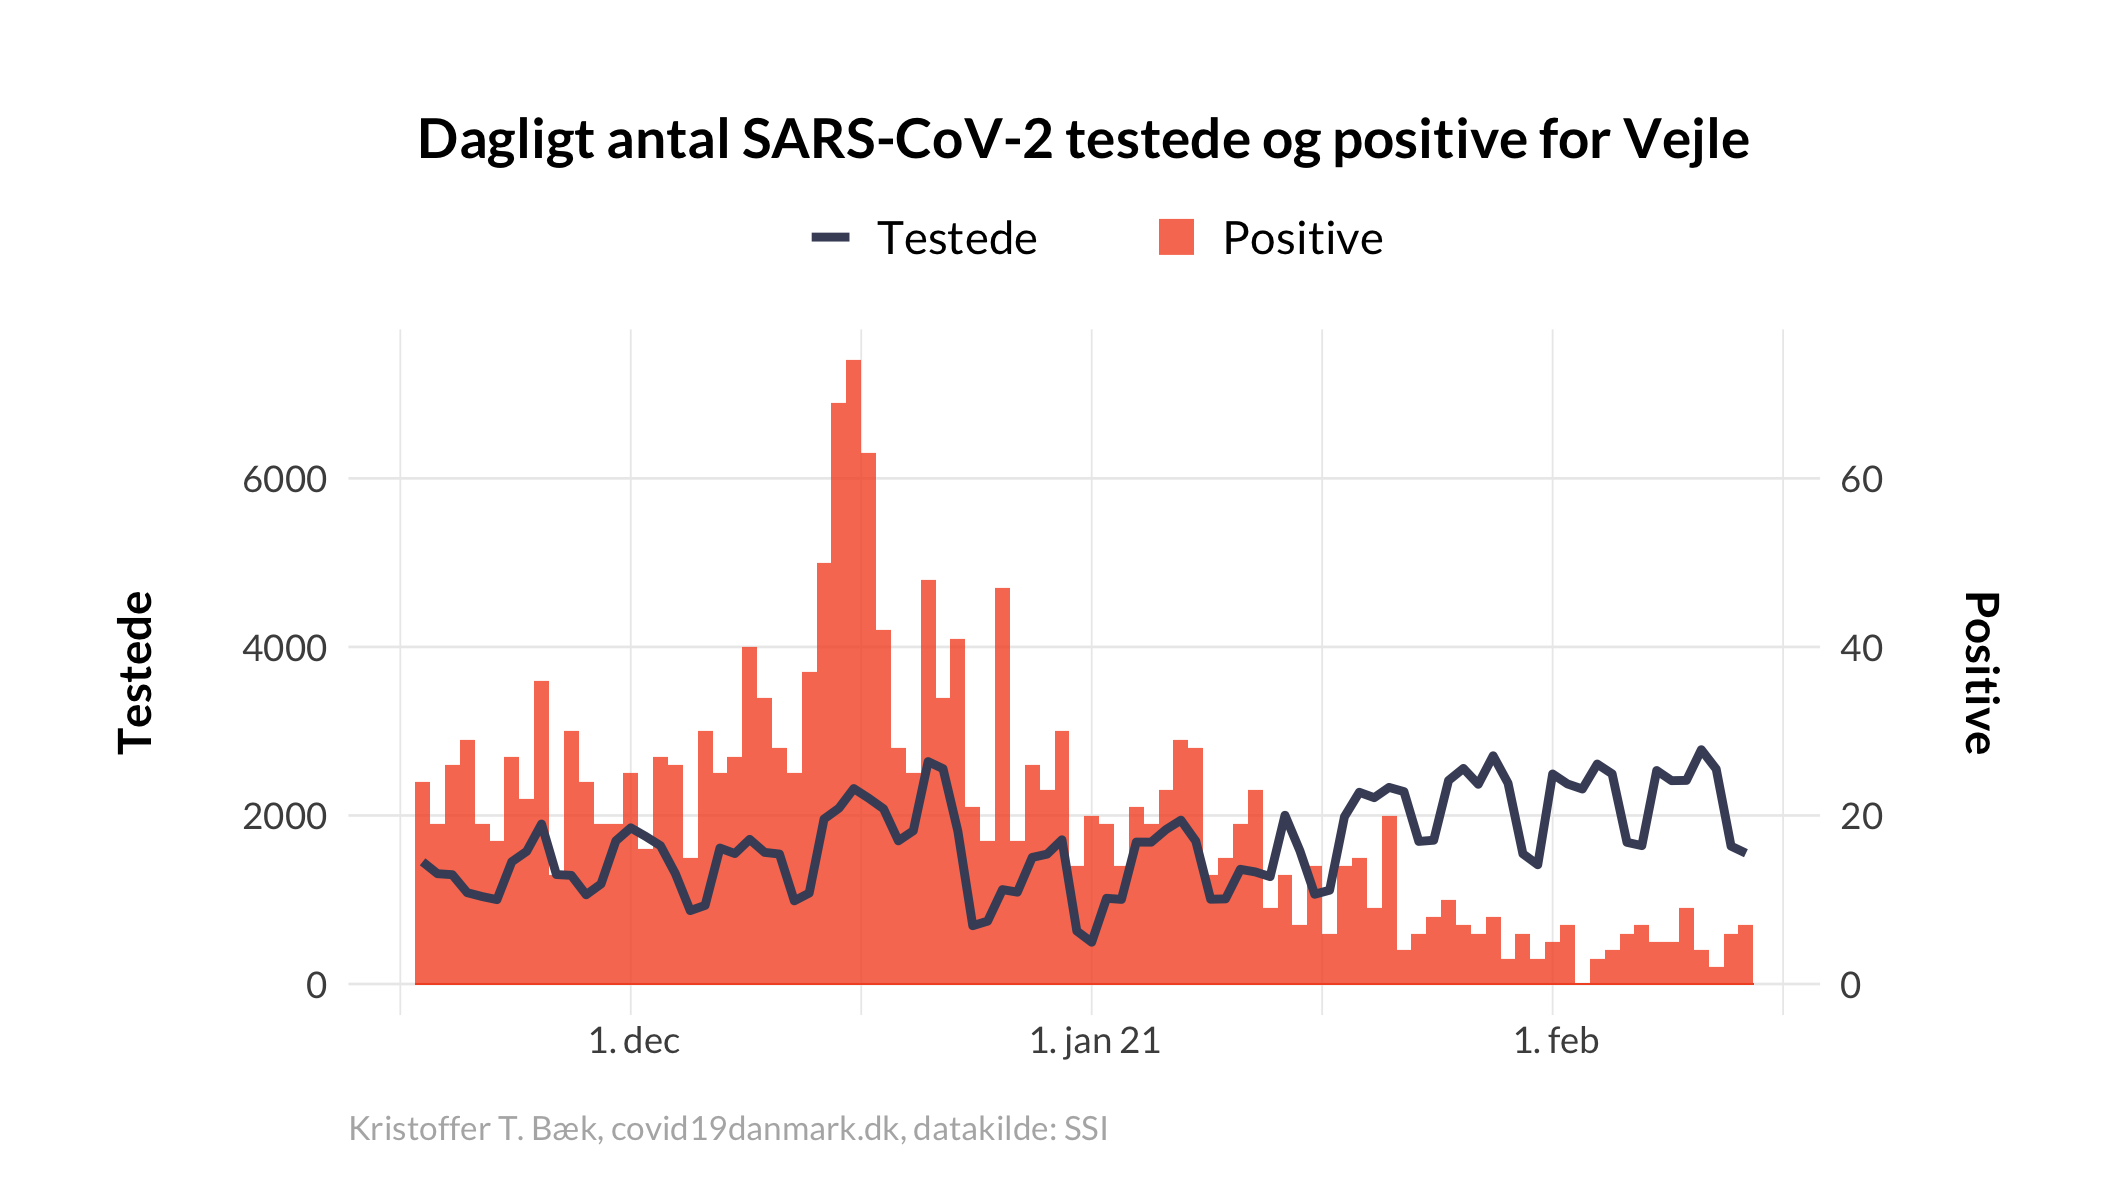 Dagligt antal SARS-CoV-2 testede og positive for Vejle
Testede
Positive
6000
4000
2000
0
60
40
20
0
Testede
Positive
1. dec
1. jan 21
1. feb
Kristoffer T. Bæk, covid19danmark.dk, datakilde: SSI